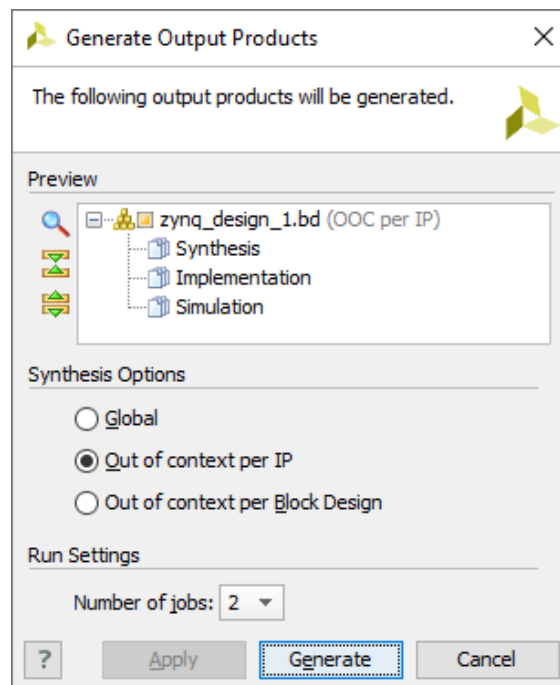 Generate Output Products
The following output products will be generated.
Preview
zynq_design_1.bd (OOC per IP)
Synthesis
Implementation
Simulation
Synthesis Options
Global
Out of context per IP
Out of context per Block Design
Run Settings
Number of jobs: 2
? Apply Generate Cancel